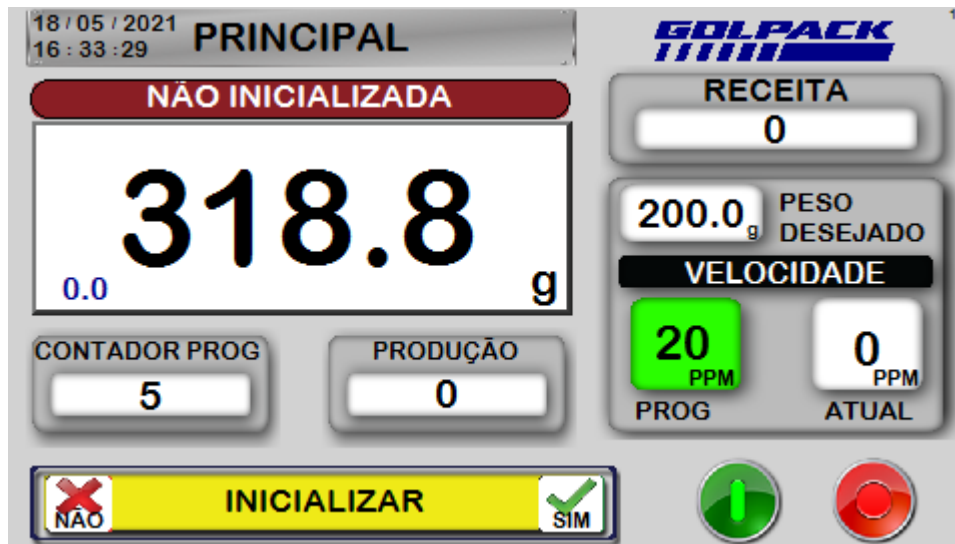 18 / 05 / 2021
16 : 33 : 29
PRINCIPAL
GOLPACK
NÃO INICIALIZADA
318.8
0.0
g
RECEITA
0
200.0 g
PESO
DESEJADO
VELOCIDADE
20
PPM
PROG
0
PPM
ATUAL
CONTADOR PROG
5
PRODUÇÃO
0
NÃO
INICIALIZAR
SIM